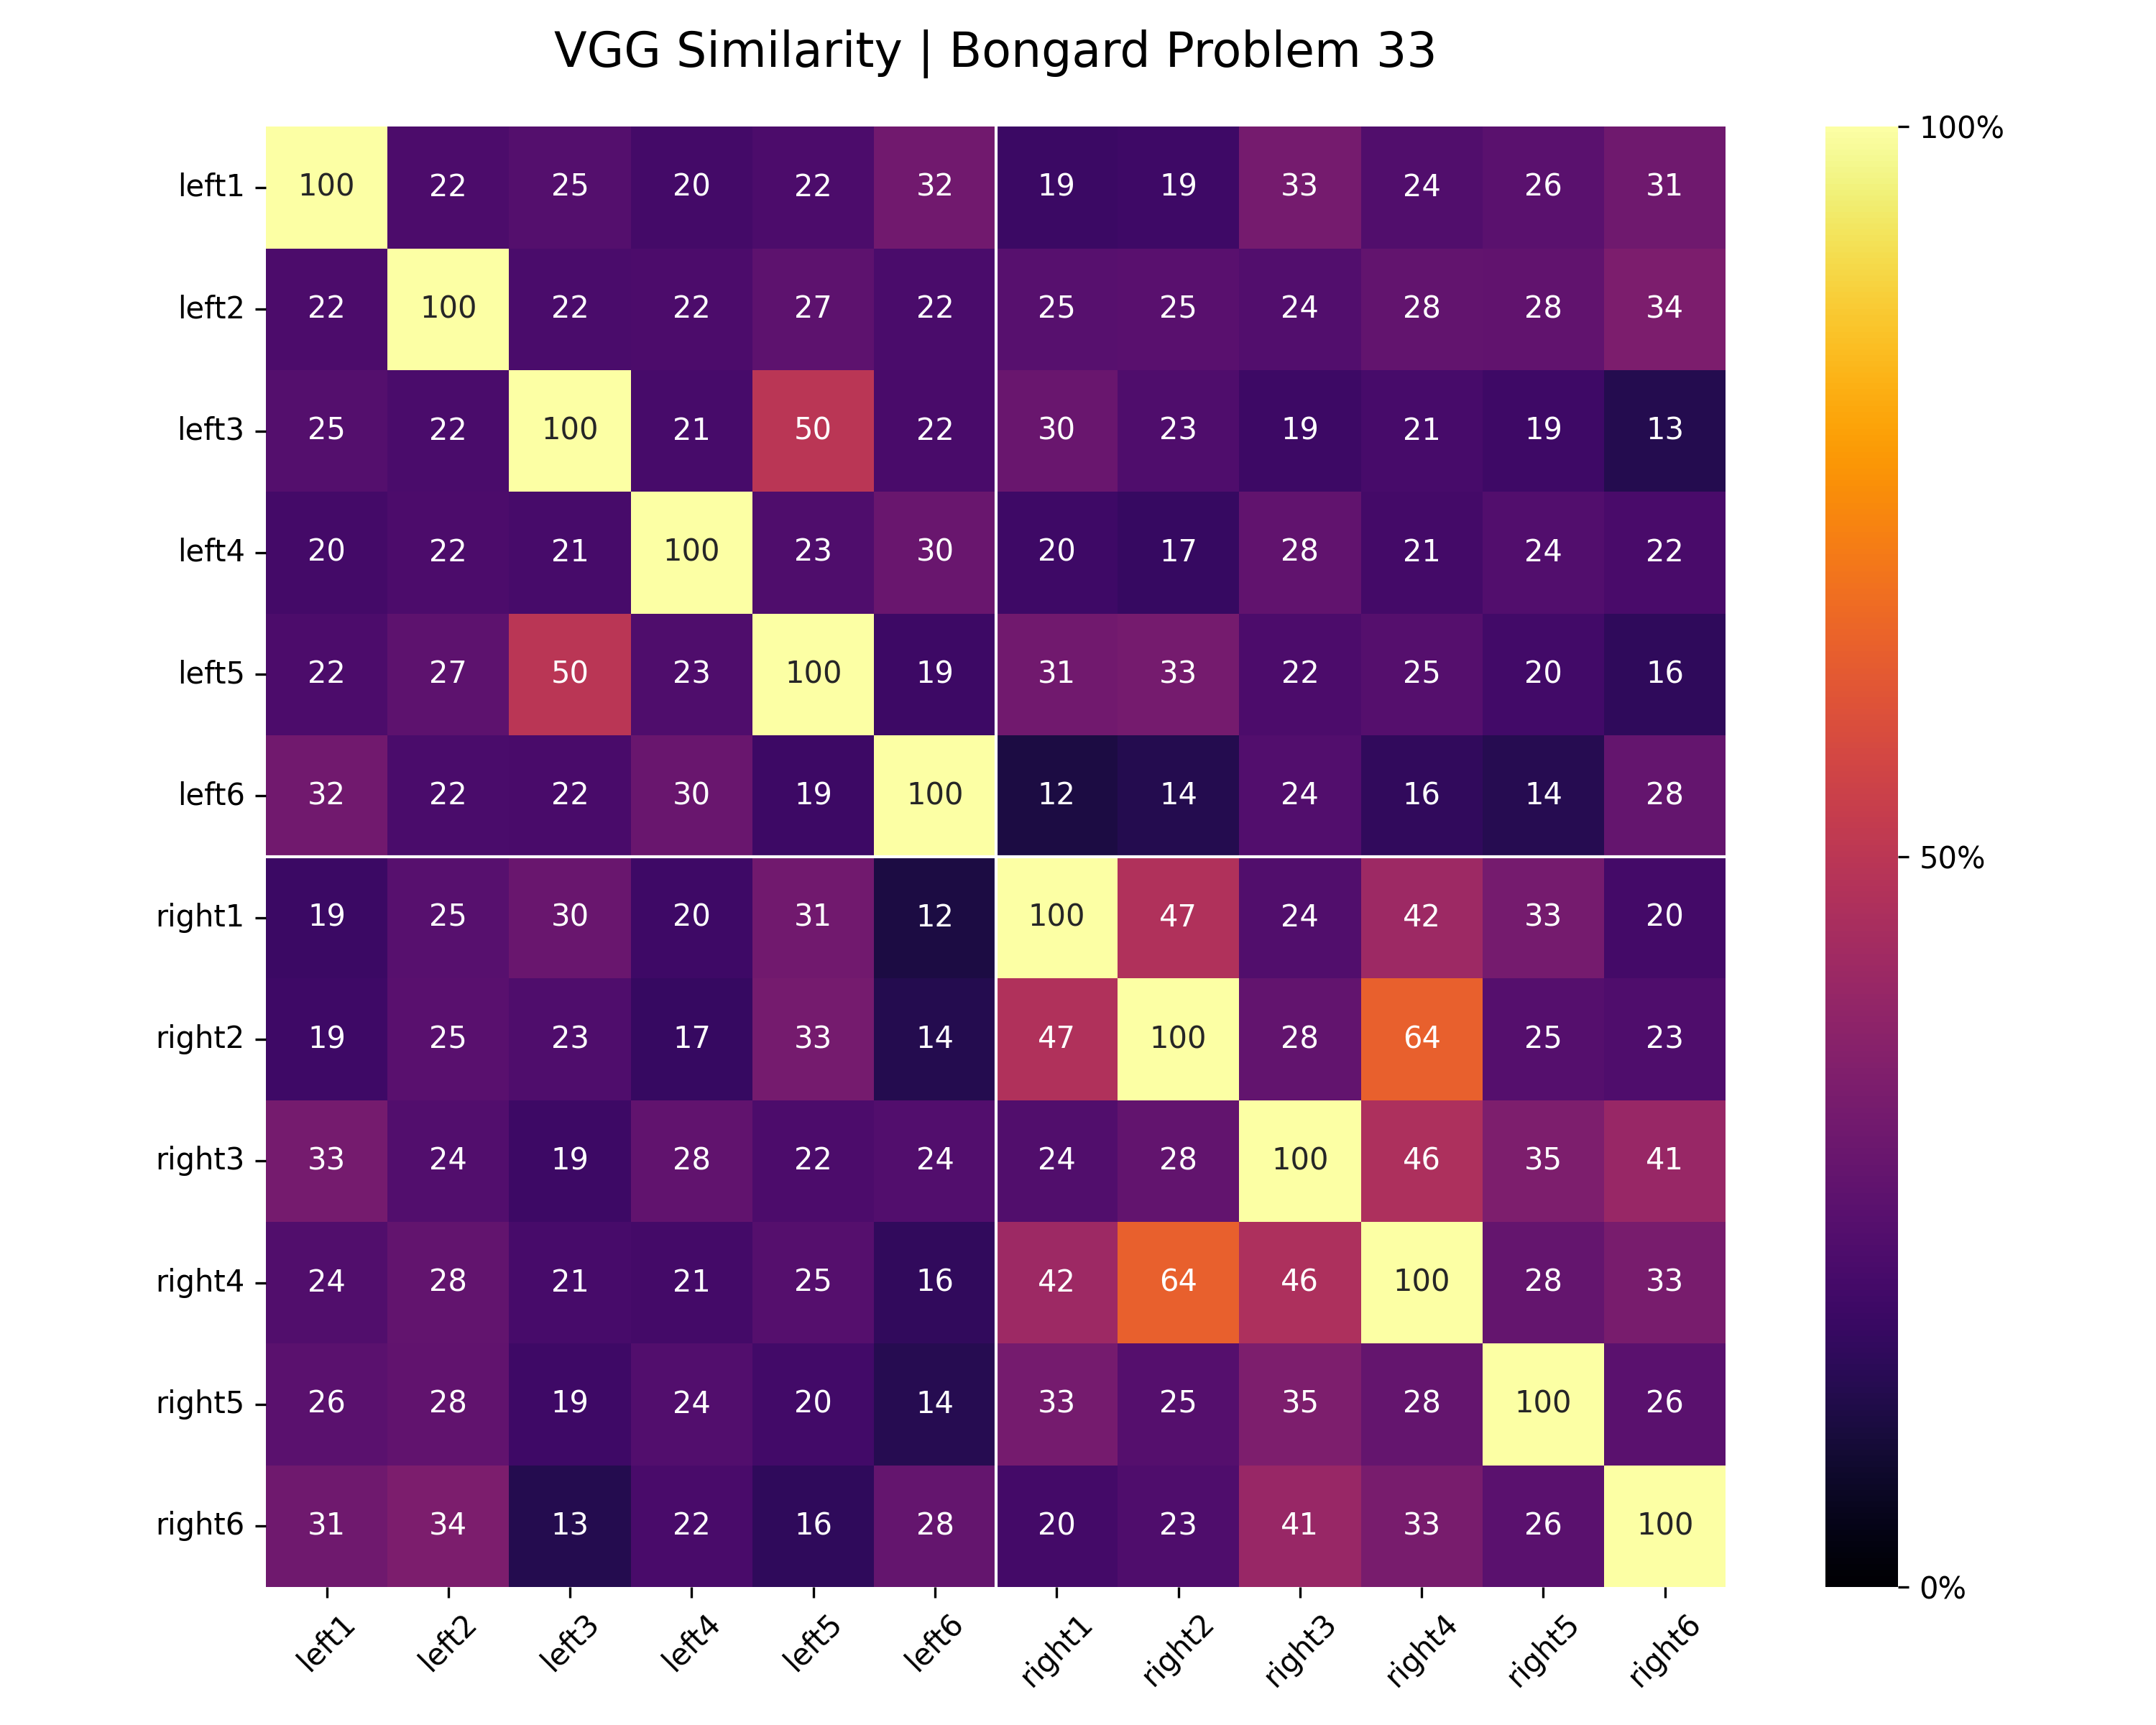 VGG Similarity | Bongard Problem 33
left1 100 22 25 20 22 32 19 19 33 24 26 31
left2 22 100 22 22 27 22 25 25 24 28 28 34
left3 25 22 100 21 50 22 30 23 19 21 19 13
left4 20 22 21 100 23 30 20 17 28 21 24 22
left5 22 27 50 23 100 19 31 33 22 25 20 16
left6 32 22 22 30 19 100 12 14 24 16 14 28
right1 19 25 30 20 31 12 100 47 24 42 33 20
right2 19 25 23 17 33 14 47 100 28 64 25 23
right3 33 24 19 28 22 24 24 28 100 46 35 41
right4 24 28 21 21 25 16 42 64 46 100 28 33
right5 26 28 19 24 20 14 33 25 35 28 100 26
right6 31 34 13 22 16 28 20 23 41 33 26 100
left1 left2 left3 left4 left5 left6 right1 right2 right3 right4 right5 right6
100%
50%
0%